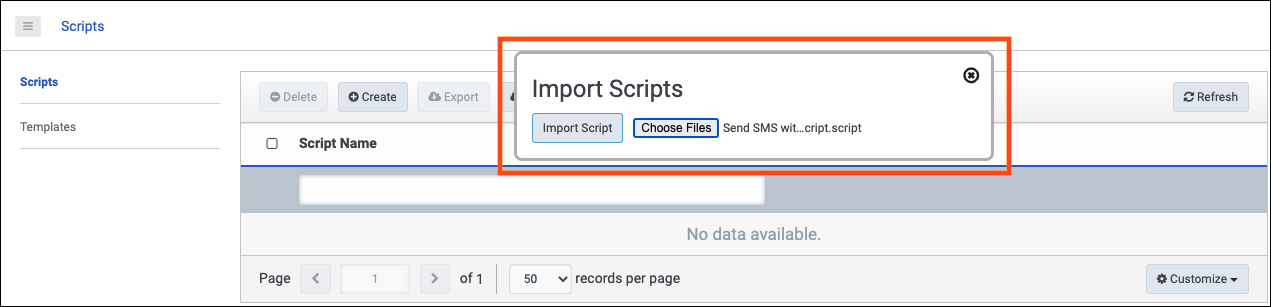 Scripts
Scripts
Templates
Delete
Create
Export
Refresh
Import Scripts
Import Script
Choose Files
Send SMS wit...cript.script
Script Name
No data available.
Page
1
of 1
50
records per page
Customize